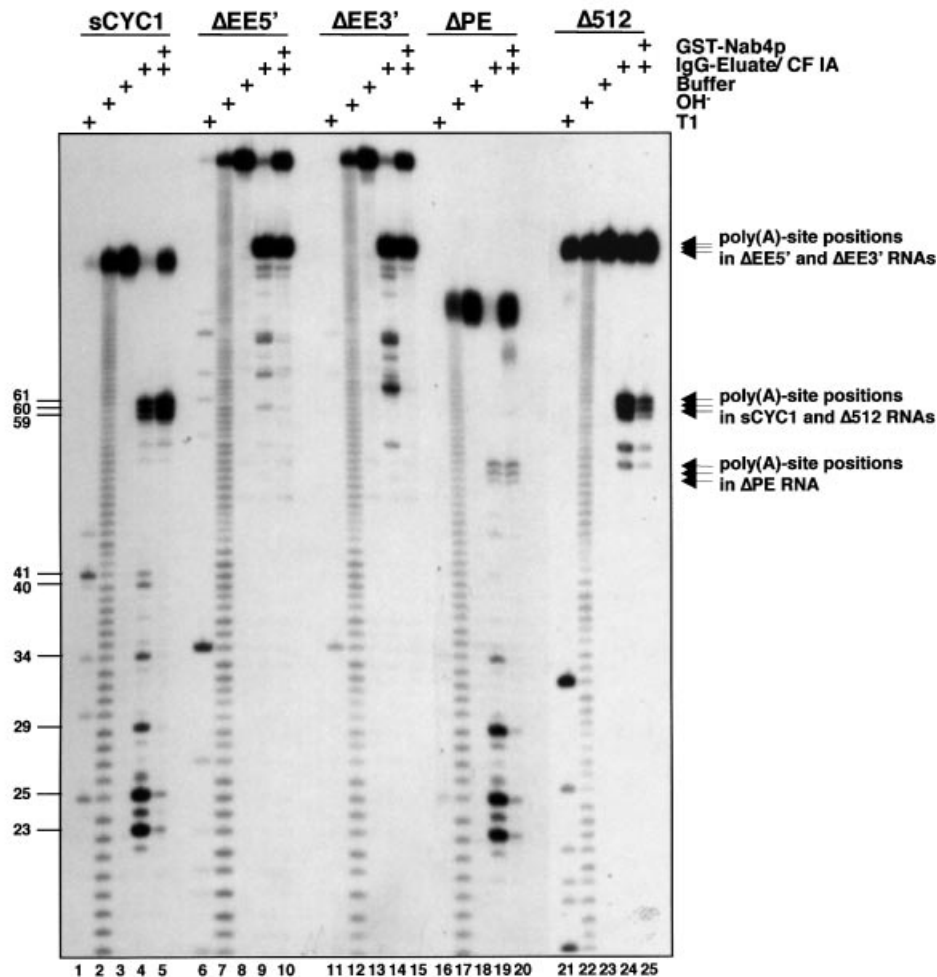 sCYC1 ΔEE5' ΔEE3' ΔPE Δ512
+ + + + + GST-Nab4p
+ + + + + + + + + + IgG-Eluate/ CF IA
+ + + + + Buffer
+ + + + + OH-
+ + + + + T1
poly(A)-site positions
in ΔEE5' and ΔEE3' RNAs
61
60
59
poly(A)-site positions
in sCYC1 and Δ512 RNAs
poly(A)-site positions
in ΔPE RNA
41
40
34
29
25
23
1 2 3 4 5 6 7 8 9 10 11 12 13 14 15 16 17 18 19 20 21 22 23 24 25